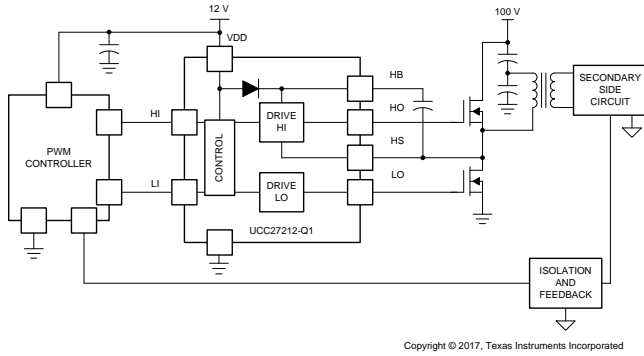 12 V
100 V
VDD
HB
SECONDARY
SIDE
CIRCUIT
HI
DRIVE
HI
HO
PWM
CONTROLLER
CONTROL
HS
LI
DRIVE
LO
LO
UCC27212-Q1
ISOLATION
AND
FEEDBACK
Copyright © 2017, Texas Instruments Incorporated